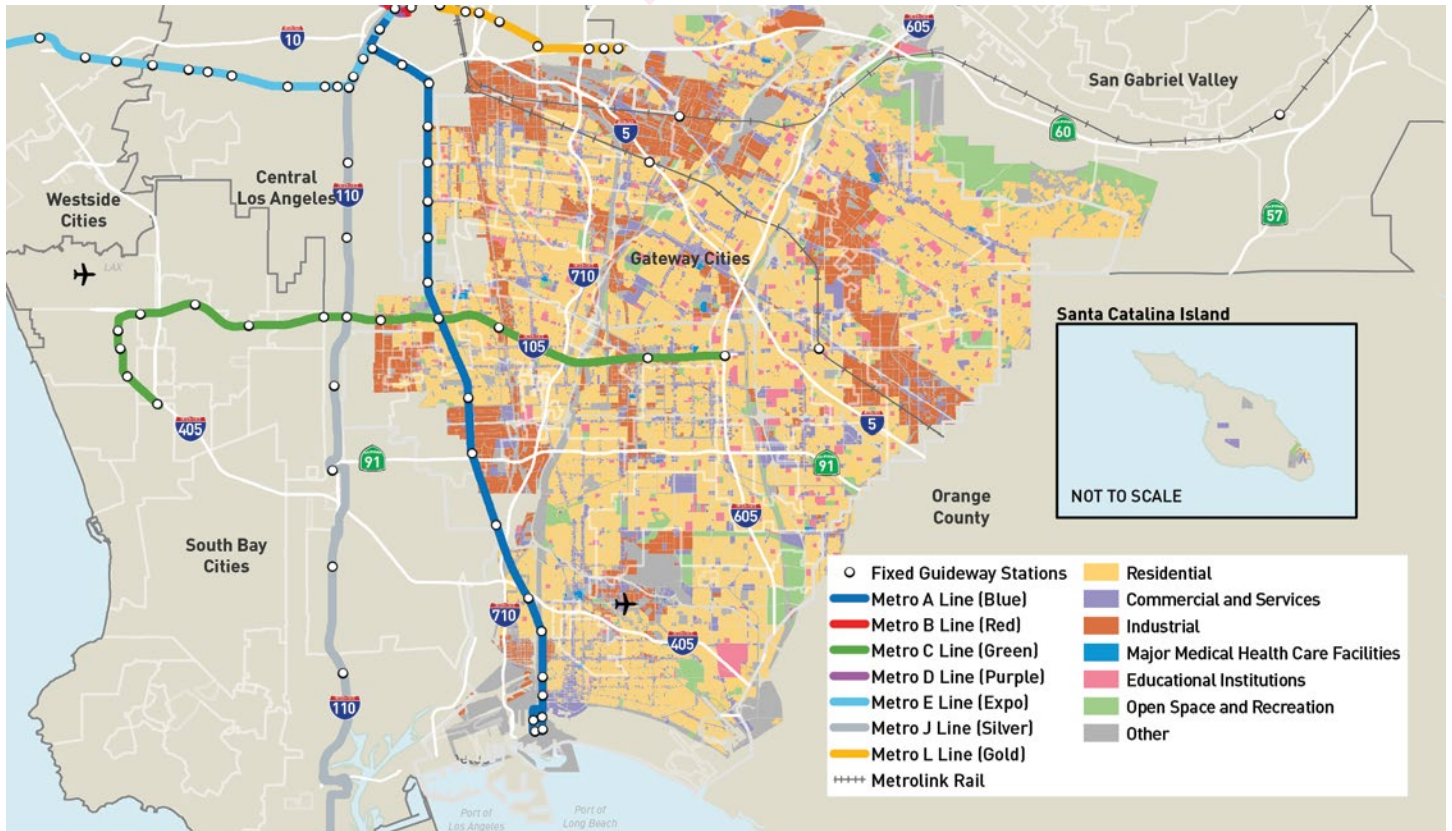 10
605
San Gabriel Valley
5
60
Central
Los Angeles
110
Westside
Cities
57
LAX
Gateway Cities
710
Santa Catalina Island
105
405
5
91
91
NOT TO SCALE
Orange
County
605
South Bay
Cities
710
405
110
Port of
Los Angeles
Port of
Long Beach
Fixed Guideway Stations
Metro A Line (Blue)
Metro B Line (Red)
Metro C Line (Green)
Metro D Line (Purple)
Metro E Line (Expo)
Metro J Line (Silver)
Metro L Line (Gold)
Metrolink Rail
Residential
Commercial and Services
Industrial
Major Medical Health Care Facilities
Educational Institutions
Open Space and Recreation
Other